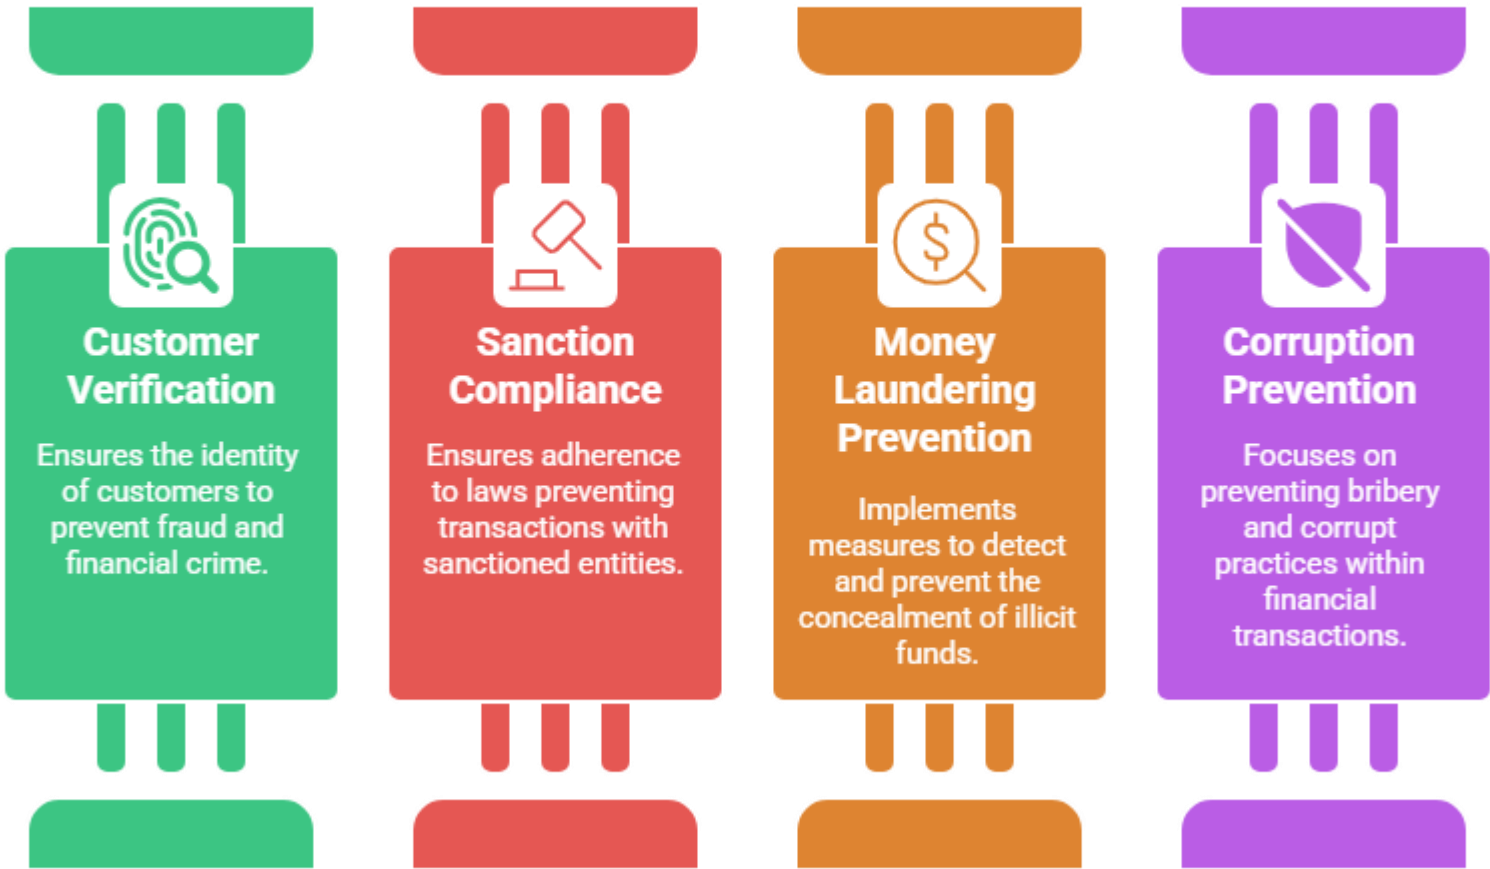 Customer
Verification
Ensures the identity
of customers to
prevent fraud and
financial crime.
Sanction
Compliance
Ensures adherence
to laws preventing
transactions with
sanctioned entities.
$
Money
Laundering
Prevention
Implements
measures to detect
and prevent the
concealment of illicit
funds.
Corruption
Prevention
Focuses on
preventing bribery
and corrupt
practices within
financial
transactions.